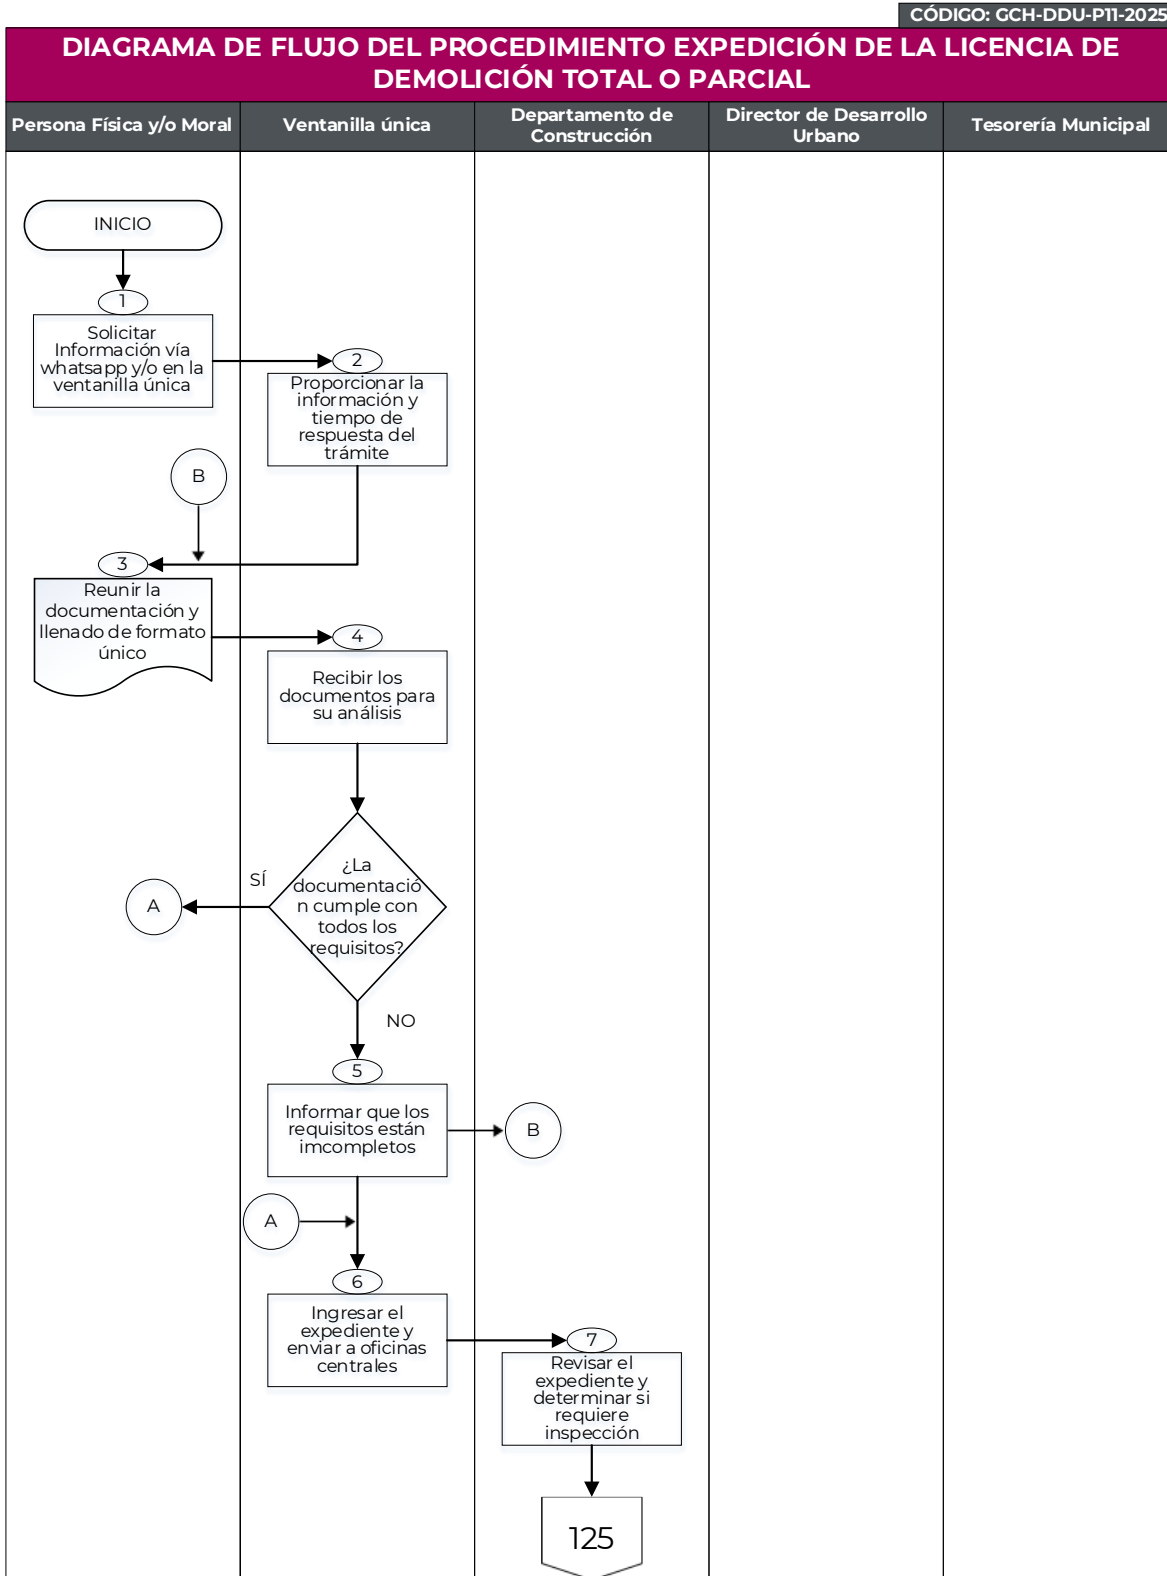 CÓDIGO: GCH-DDU-P11-2025
DIAGRAMA DE FLUJO DEL PROCEDIMIENTO EXPEDICIÓN DE LA LICENCIA DE
DEMOLICIÓN TOTAL O PARCIAL
Persona Física y/o Moral
Ventanilla única
Departamento de
Construcción
Director de Desarrollo
Urbano
Tesorería Municipal
INICIO
1
Solicitar
Información vía
whatsapp y/o en la
ventanilla única
2
Proporcionar la
información y
tiempo de
respuesta del
trámite
B
3
Reunir la
documentación y
llenado de formato
único
4
Recibir los
documentos para
su análisis
¿La
documentació
n cumple con
todos los
requisitos?
SÍ
A
NO
5
Informar que los
requisitos están
imcompletos
B
A
6
Ingresar el
expediente y
enviar a oficinas
centrales
7
Revisar el
expediente y
determinar si
requiere
inspección
125